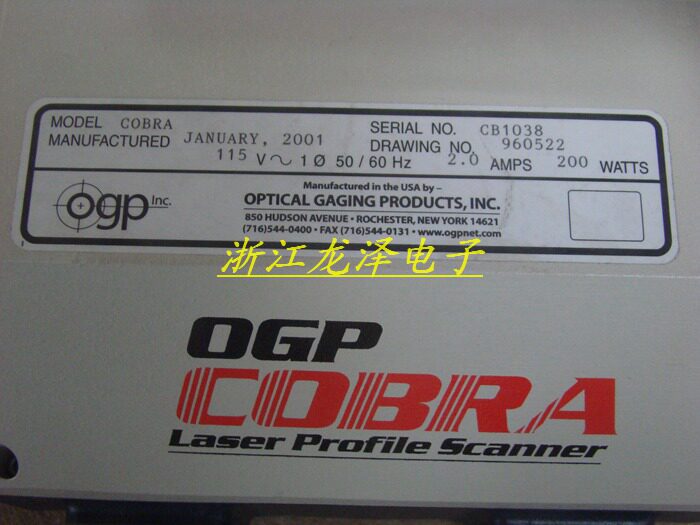 MODEL COBRA SERIAL NO. CB1038
MANUFACTURED JANUARY, 2001 DRAWING NO. 960522
115 V ~ 1 Ø 50 / 60 Hz 2.0 AMPS 200 WATTS
ogp Inc.
Manufactured in the USA by –
OPTICAL GAGING PRODUCTS, INC.
850 HUDSON AVENUE • ROCHESTER, NEW YORK 14621
(716)544-0400 • FAX (716)544-0131 • www.ogpnet.com
浙江龙泽电子
OGP
COBRA
Laser Profile Scanner